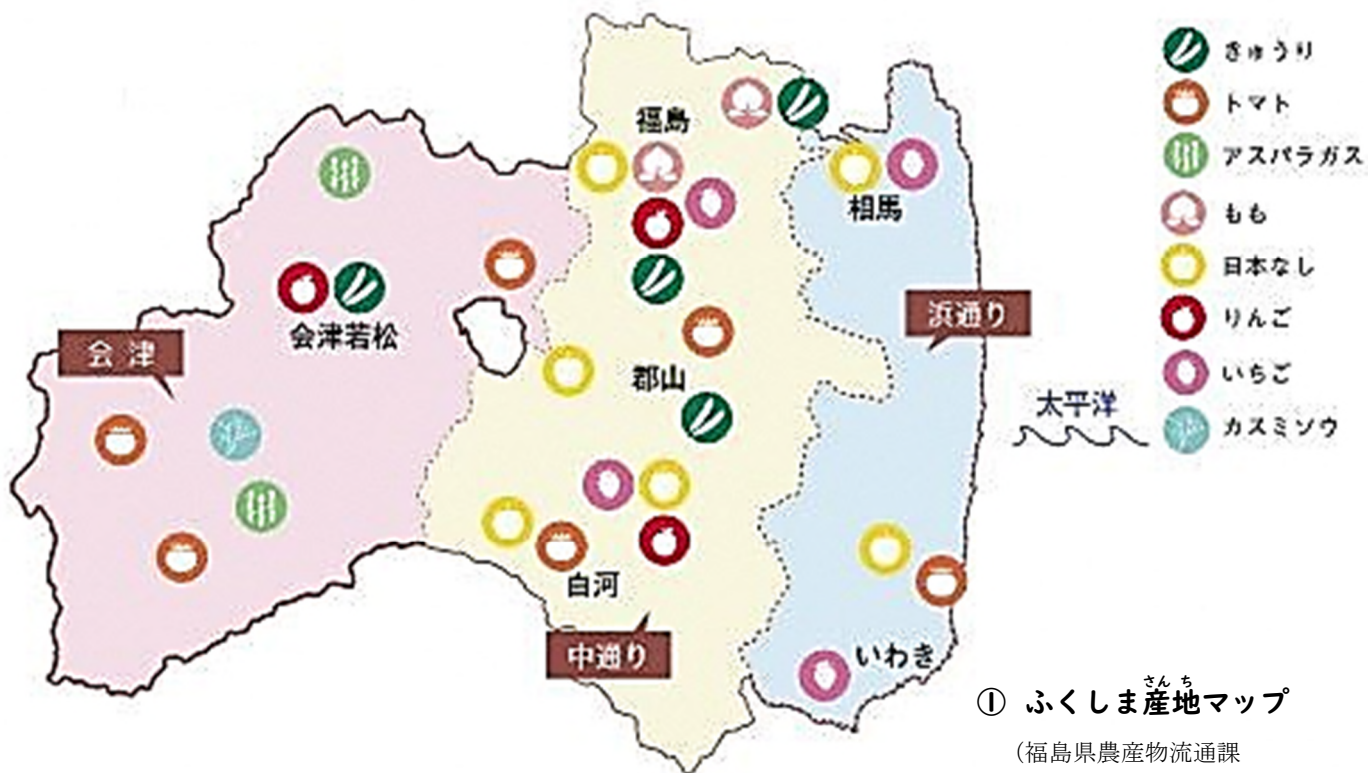 きゅうり
トマト
アスパラガス
もも
日本なし
りんご
いちご
カスミソウ
福島
相馬
浜通り
会津若松
会津
郡山
太平洋
白河
中通り
いわき
① ふくしま産地マップ
さんち
(福島県農産物流通課